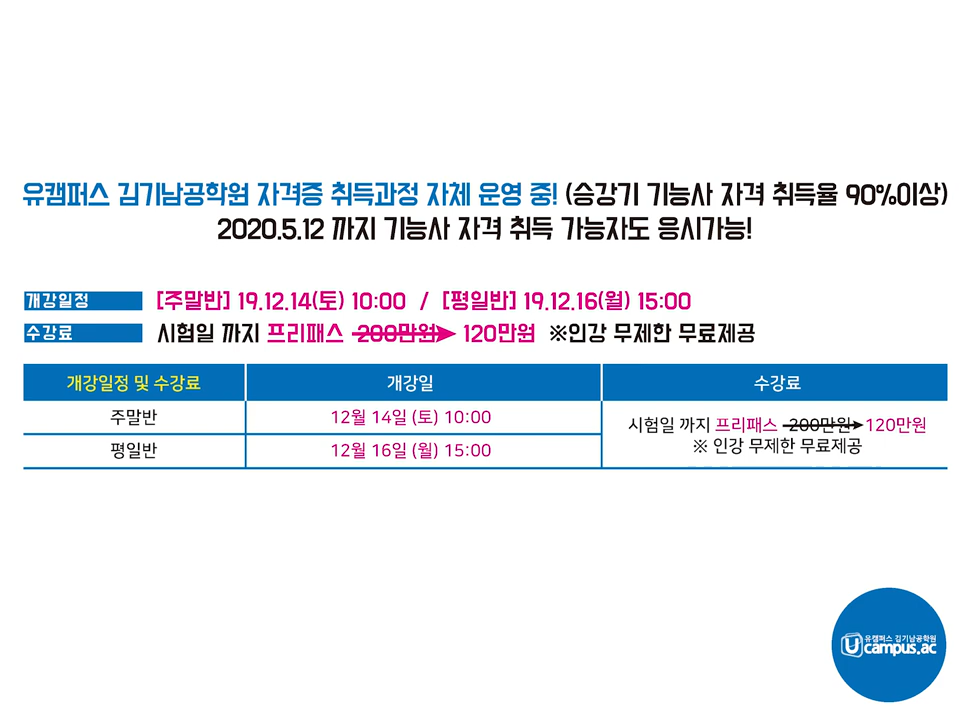 유캠퍼스 김기남공학원 자격증 취득과정 자체 운영 중! (승강기 기능사 자격 취득율 90%이상)
2020.5.12 까지 기능사 자격 취득 가능자도 응시가능!
개강일정 [주말반] 19.12.14(토) 10:00 / [평일반] 19.12.16(월) 15:00
수강료 시험일 까지 프리패스 200만원 120만원 ※인강 무제한 무료제공
개강일정 및 수강료 개강일 수강료
주말반 12월 14일 (토) 10:00
평일반 12월 16일 (월) 15:00
시험일 까지 프리패스 200만원 120만원
※ 인강 무제한 무료제공
유캠퍼스 김기남공학원
Ucampus.ac